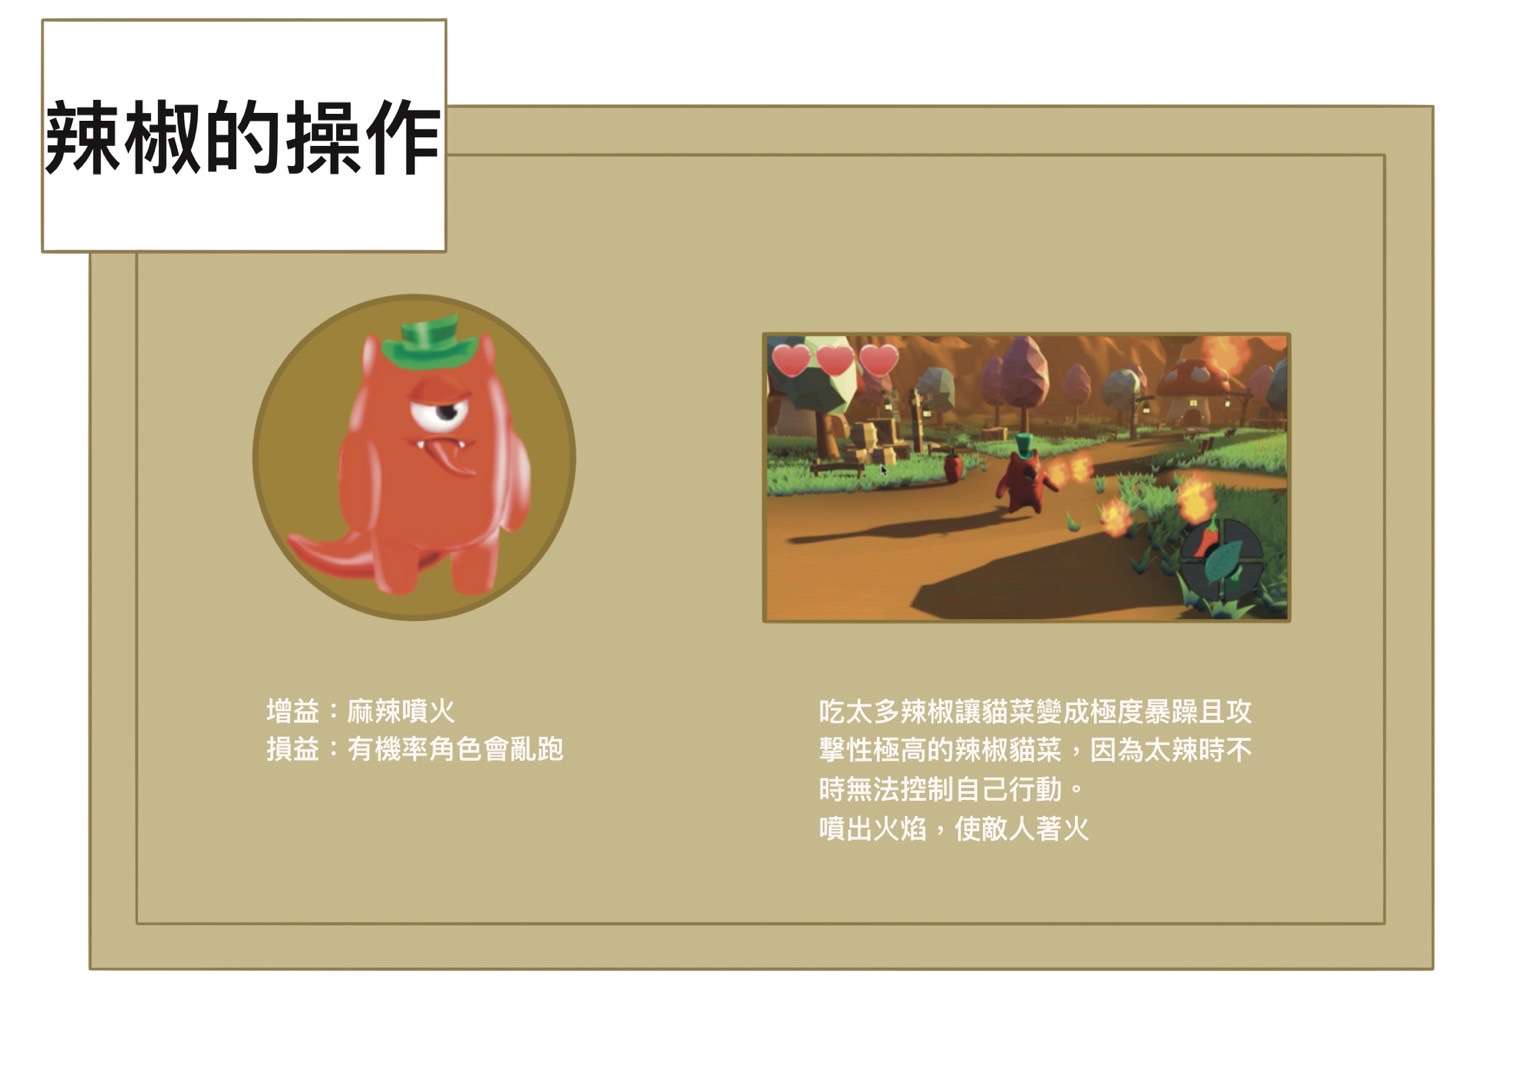 辣椒的操作
增益：麻辣噴火
損益：有機率角色會亂跑
吃太多辣椒讓貓菜變成極度暴躁且攻
擊性極高的辣椒貓菜，因為太辣時不
時無法控制自己行動。
噴出火焰，使敵人著火